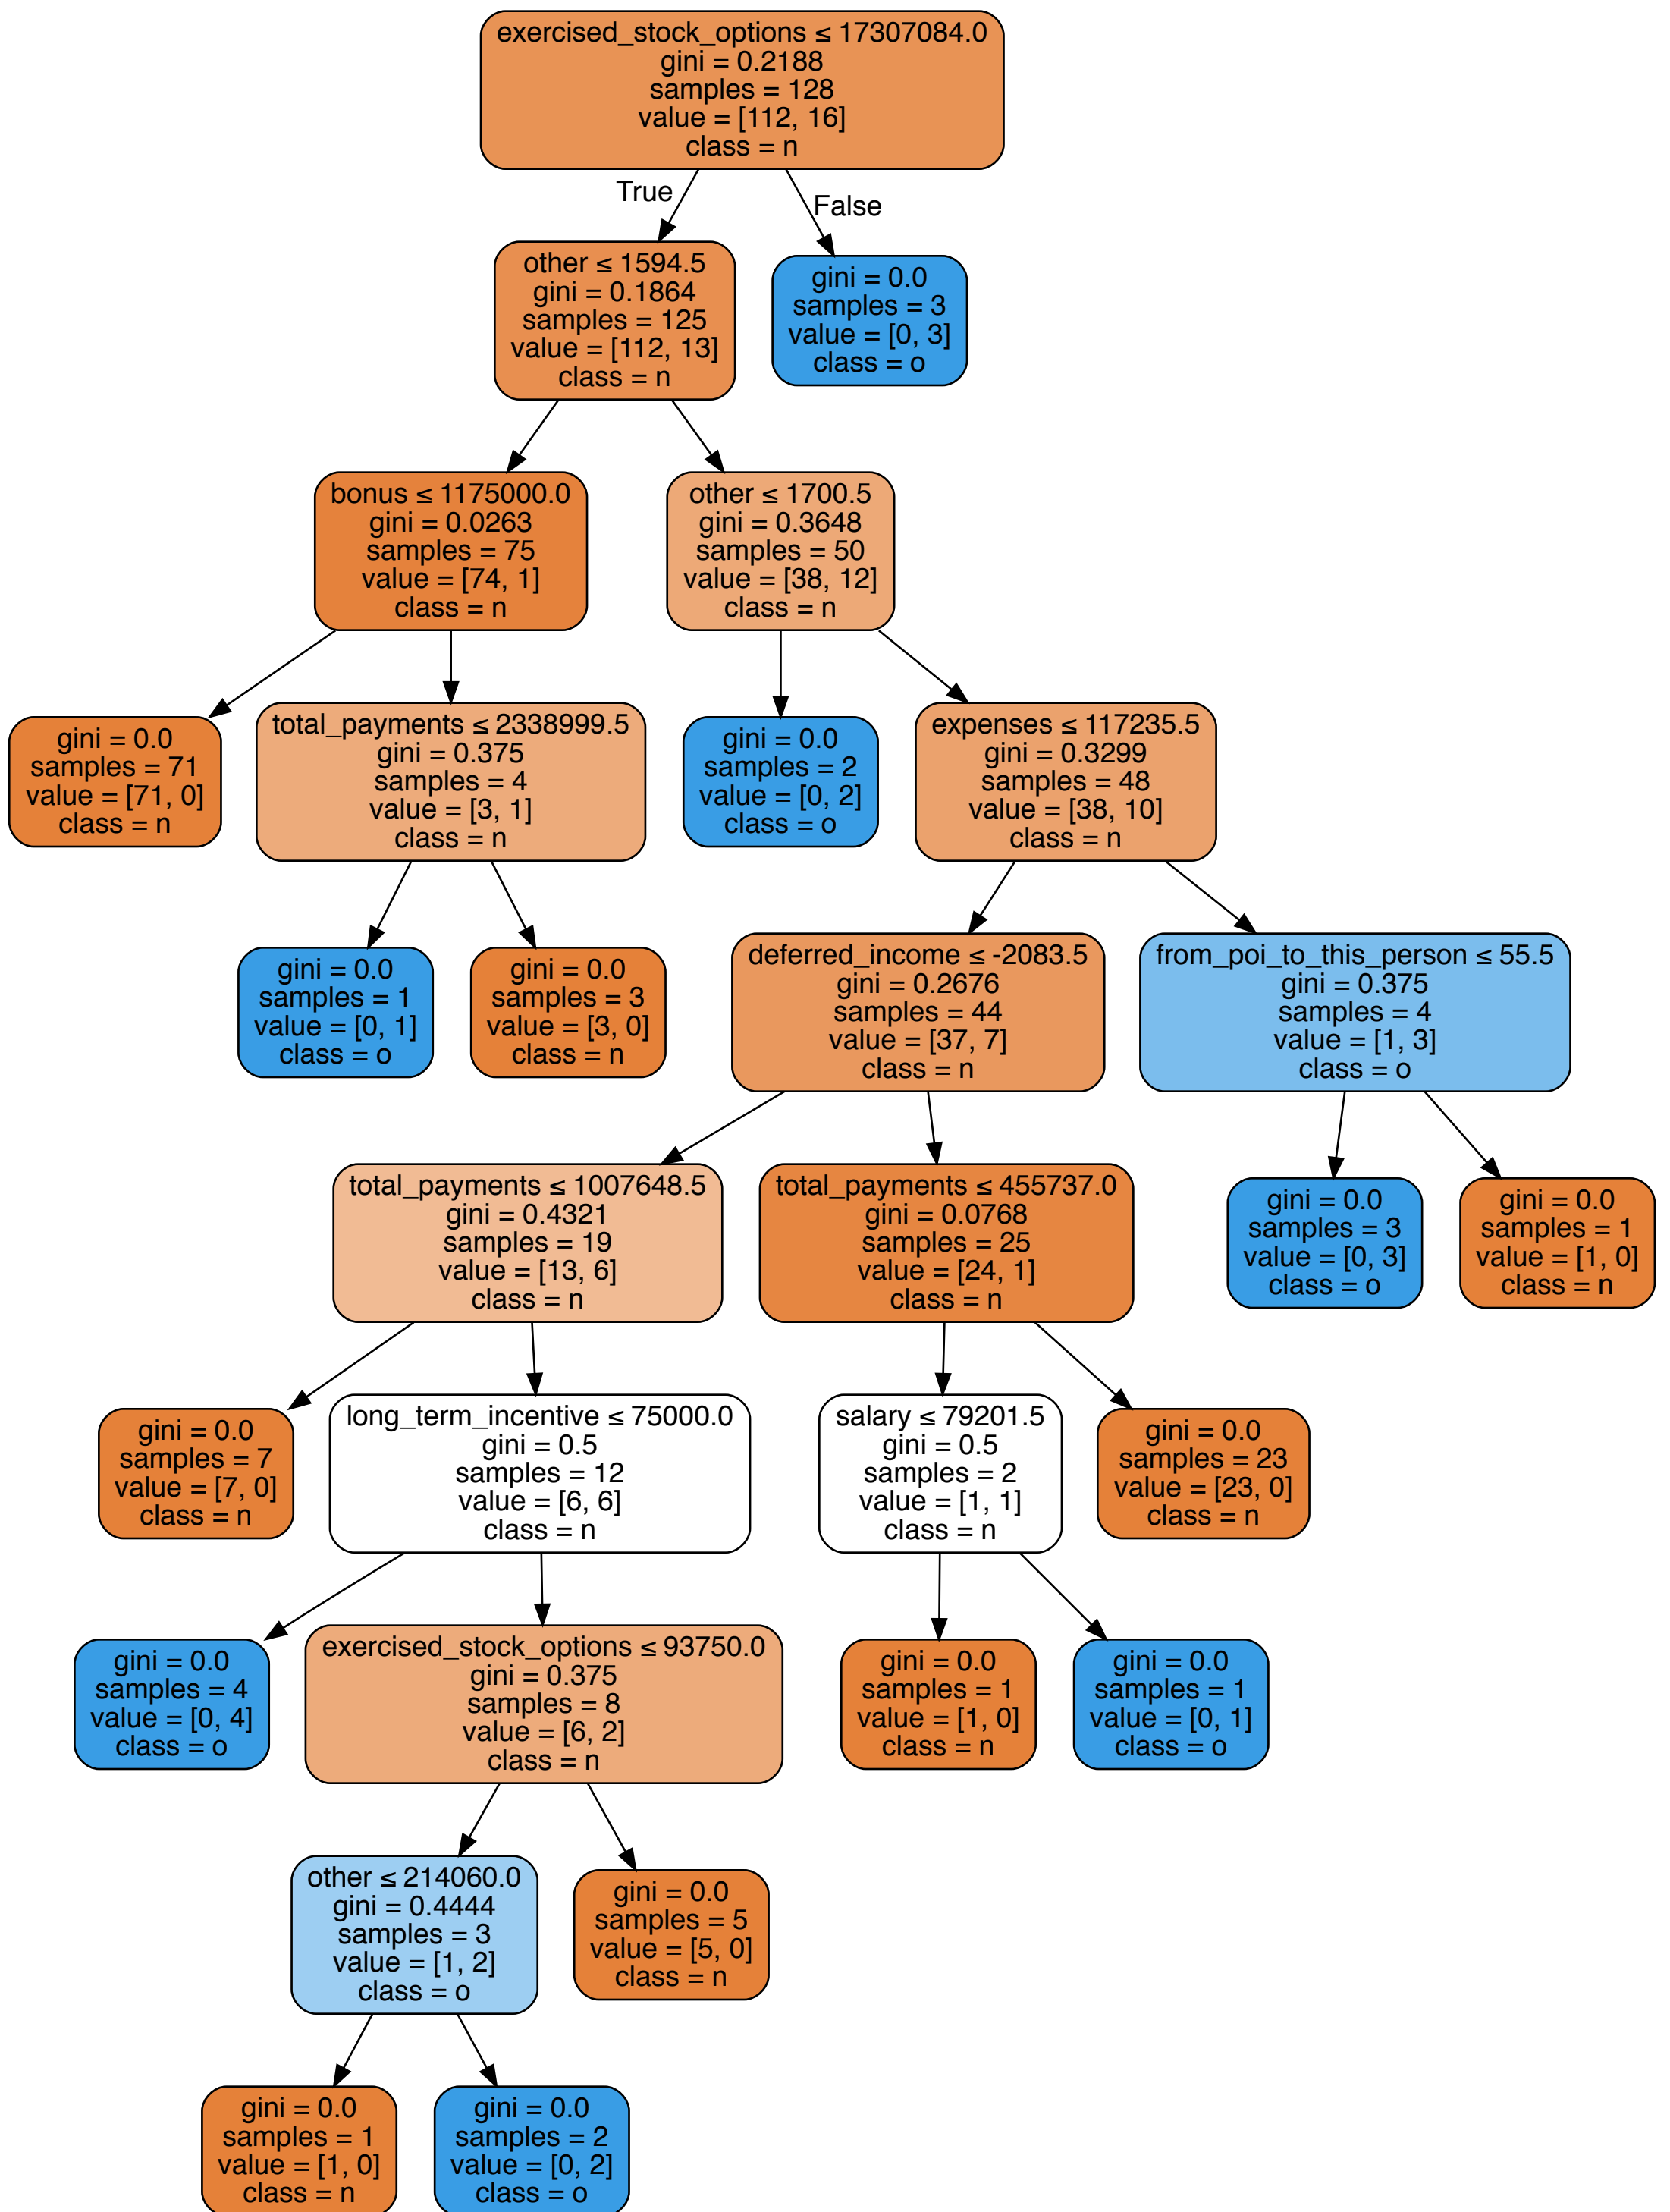 exercised_stock_options ≤ 17307084.0
gini = 0.2188
samples = 128
value = [112, 16]
class = n
True
False
other ≤ 1594.5
gini = 0.1864
samples = 125
value = [112, 13]
class = n
gini = 0.0
samples = 3
value = [0, 3]
class = o
bonus ≤ 1175000.0
gini = 0.0263
samples = 75
value = [74, 1]
class = n
other ≤ 1700.5
gini = 0.3648
samples = 50
value = [38, 12]
class = n
gini = 0.0
samples = 71
value = [71, 0]
class = n
total_payments ≤ 2338999.5
gini = 0.375
samples = 4
value = [3, 1]
class = n
gini = 0.0
samples = 2
value = [0, 2]
class = o
expenses ≤ 117235.5
gini = 0.3299
samples = 48
value = [38, 10]
class = n
gini = 0.0
samples = 1
value = [0, 1]
class = o
gini = 0.0
samples = 3
value = [3, 0]
class = n
deferred_income ≤ -2083.5
gini = 0.2676
samples = 44
value = [37, 7]
class = n
from_poi_to_this_person ≤ 55.5
gini = 0.375
samples = 4
value = [1, 3]
class = o
total_payments ≤ 1007648.5
gini = 0.4321
samples = 19
value = [13, 6]
class = n
total_payments ≤ 455737.0
gini = 0.0768
samples = 25
value = [24, 1]
class = n
gini = 0.0
samples = 3
value = [0, 3]
class = o
gini = 0.0
samples = 1
value = [1, 0]
class = n
gini = 0.0
samples = 7
value = [7, 0]
class = n
long_term_incentive ≤ 75000.0
gini = 0.5
samples = 12
value = [6, 6]
class = n
salary ≤ 79201.5
gini = 0.5
samples = 2
value = [1, 1]
class = n
gini = 0.0
samples = 23
value = [23, 0]
class = n
gini = 0.0
samples = 4
value = [0, 4]
class = o
exercised_stock_options ≤ 93750.0
gini = 0.375
samples = 8
value = [6, 2]
class = n
gini = 0.0
samples = 1
value = [1, 0]
class = n
gini = 0.0
samples = 1
value = [0, 1]
class = o
other ≤ 214060.0
gini = 0.4444
samples = 3
value = [1, 2]
class = o
gini = 0.0
samples = 5
value = [5, 0]
class = n
gini = 0.0
samples = 1
value = [1, 0]
class = n
gini = 0.0
samples = 2
value = [0, 2]
class = o